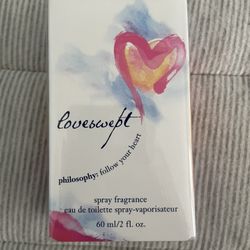 loveswept
philosophy: follow your heart
spray fragrance
eau de toilette spray-vaporisateur
60 ml/2 fl. oz.